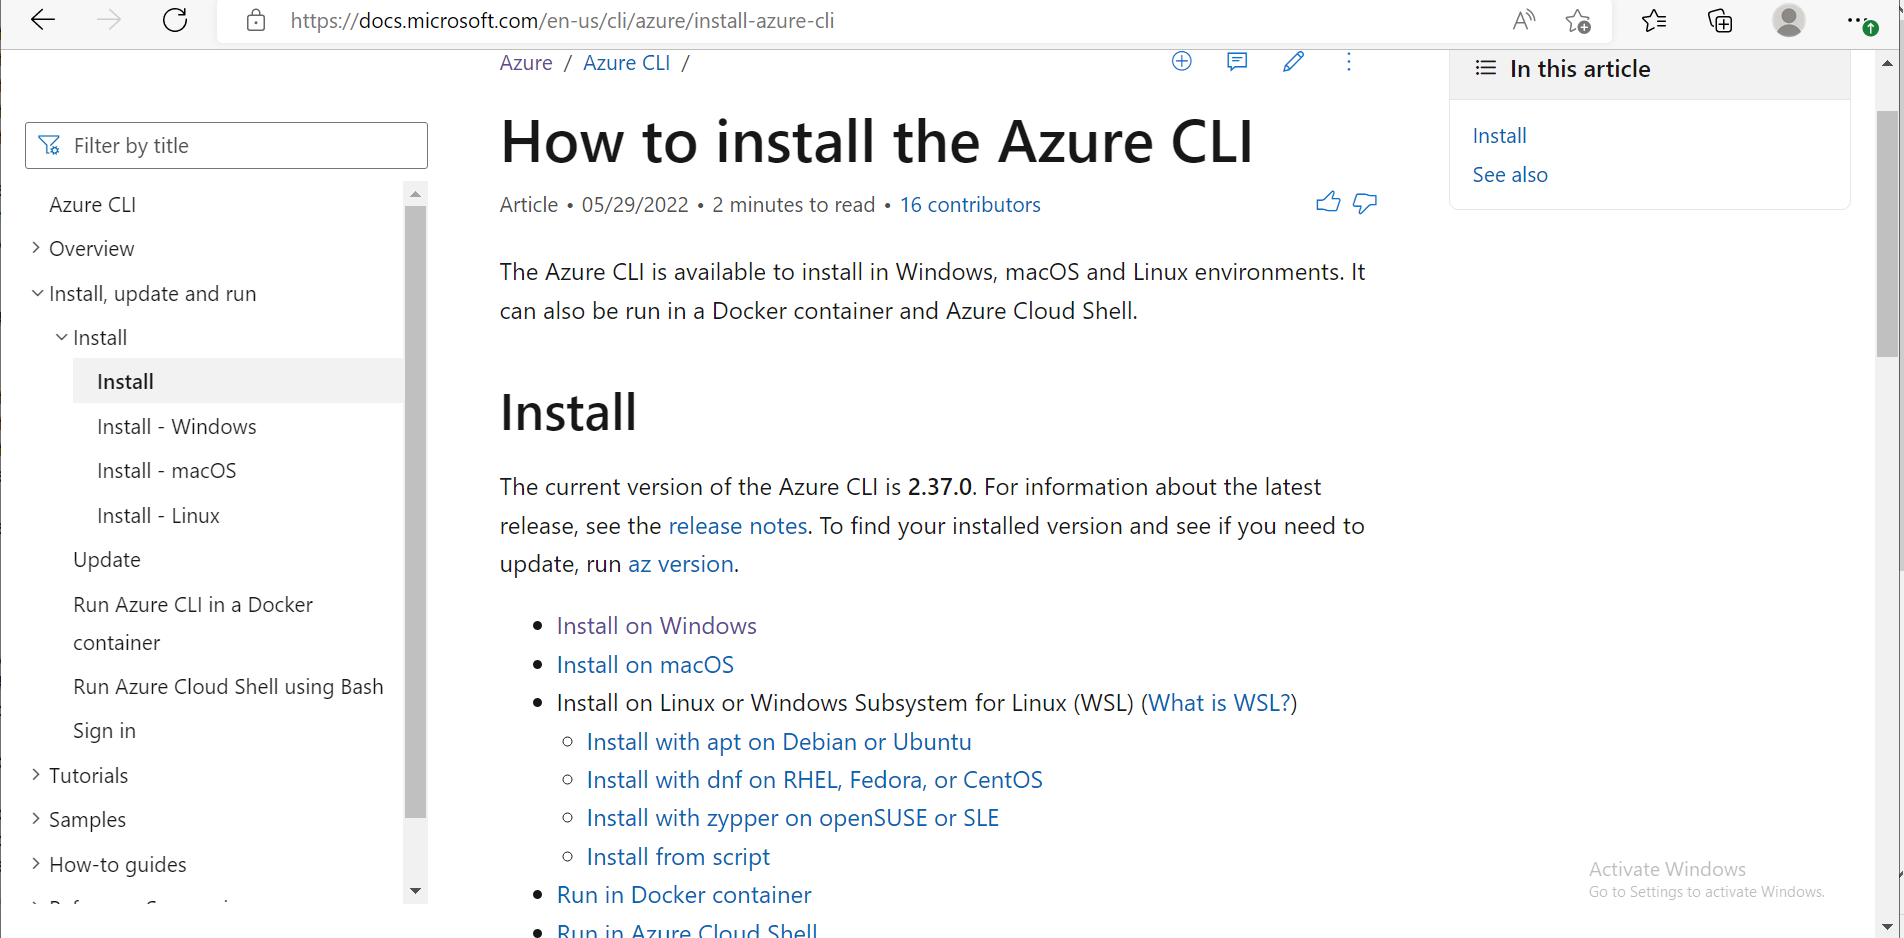 https://docs.microsoft.com/en-us/cli/azure/install-azure-cli
Azure / Azure CLI /
In this article
Install
See also
Filter by title
Azure CLI
Overview
Install, update and run
Install
Install
Install - Windows
Install - macOS
Install - Linux
Update
Run Azure CLI in a Docker
container
Run Azure Cloud Shell using Bash
Sign in
Tutorials
Samples
How-to guides
How to install the Azure CLI
Article • 05/29/2022 • 2 minutes to read • 16 contributors
The Azure CLI is available to install in Windows, macOS and Linux environments. It
can also be run in a Docker container and Azure Cloud Shell.
Install
The current version of the Azure CLI is 2.37.0. For information about the latest
release, see the release notes. To find your installed version and see if you need to
update, run az version.
• Install on Windows
• Install on macOS
• Install on Linux or Windows Subsystem for Linux (WSL) (What is WSL?)
○ Install with apt on Debian or Ubuntu
○ Install with dnf on RHEL, Fedora, or CentOS
○ Install with zypper on openSUSE or SLE
○ Install from script
• Run in Docker container
• Run in Azure Cloud Shell
Activate Windows
Go to Settings to activate Windows.